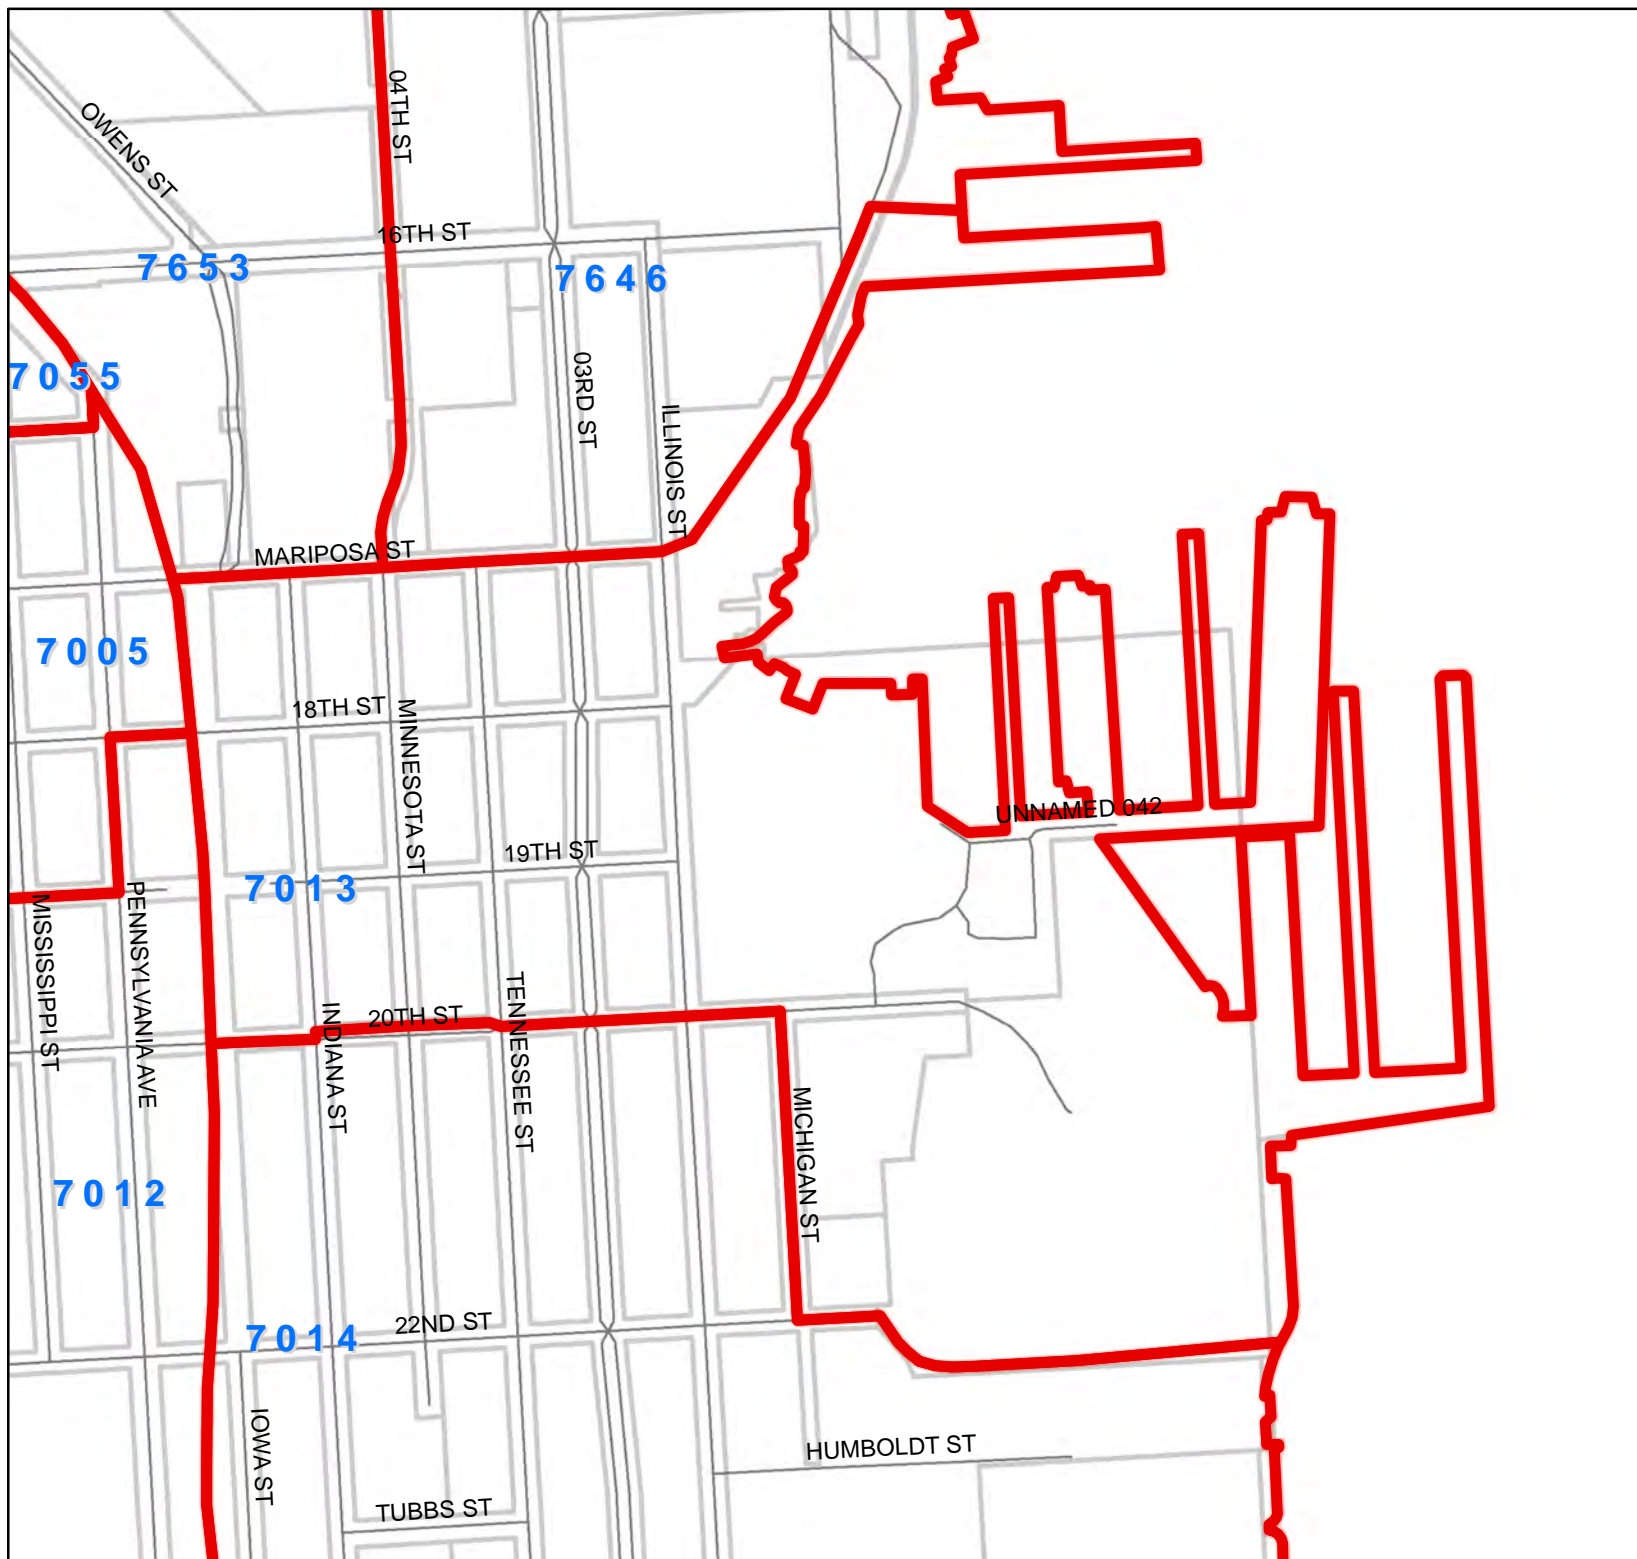 04TH ST
OWENS ST
16TH ST
7653
7646
7055
03RD ST
ILLINOIS ST
MARIPOSA ST
7005
18TH ST
MINNESOTA ST
UNNAMED 042
19TH ST
7013
PENNSYLVANIA AVE
MISSISSIPPI ST
TENNESSEE ST
INDIANA ST
20TH ST
MICHIGAN ST
7012
22ND ST
7014
IOWA ST
HUMBOLDT ST
TUBBS ST